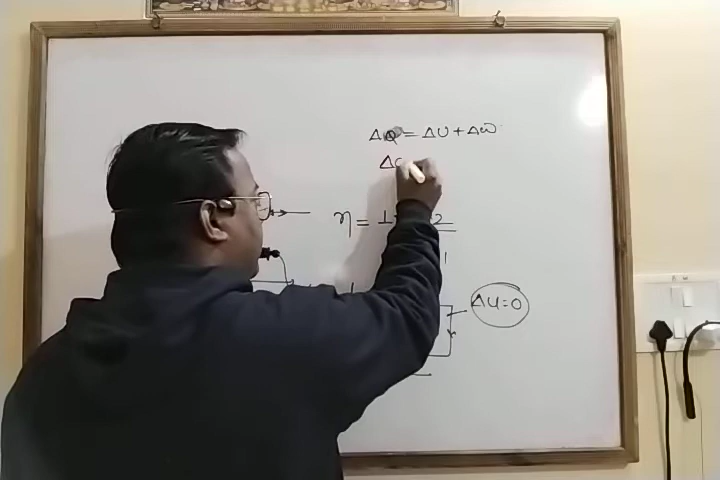 ΔQ = ΔU + ΔW
ΔQ
η = 1
2
1
ΔU = 0